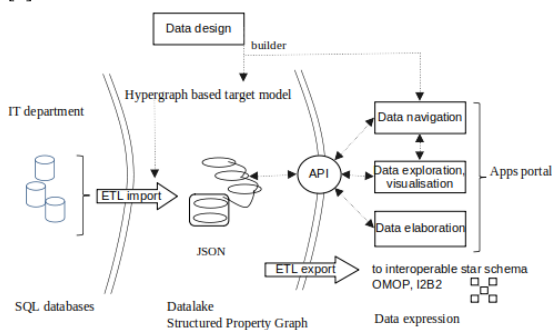 Data design
builder
Hypergraph based target model
IT department
Data navigation
ETL import
API
Data exploration,
visualisation
Apps portal
Data elaboration
JSON
ETL export
to interoperable star schema
OMOP, I2B2
SQL databases
Datalake
Structured Property Graph
Data expression